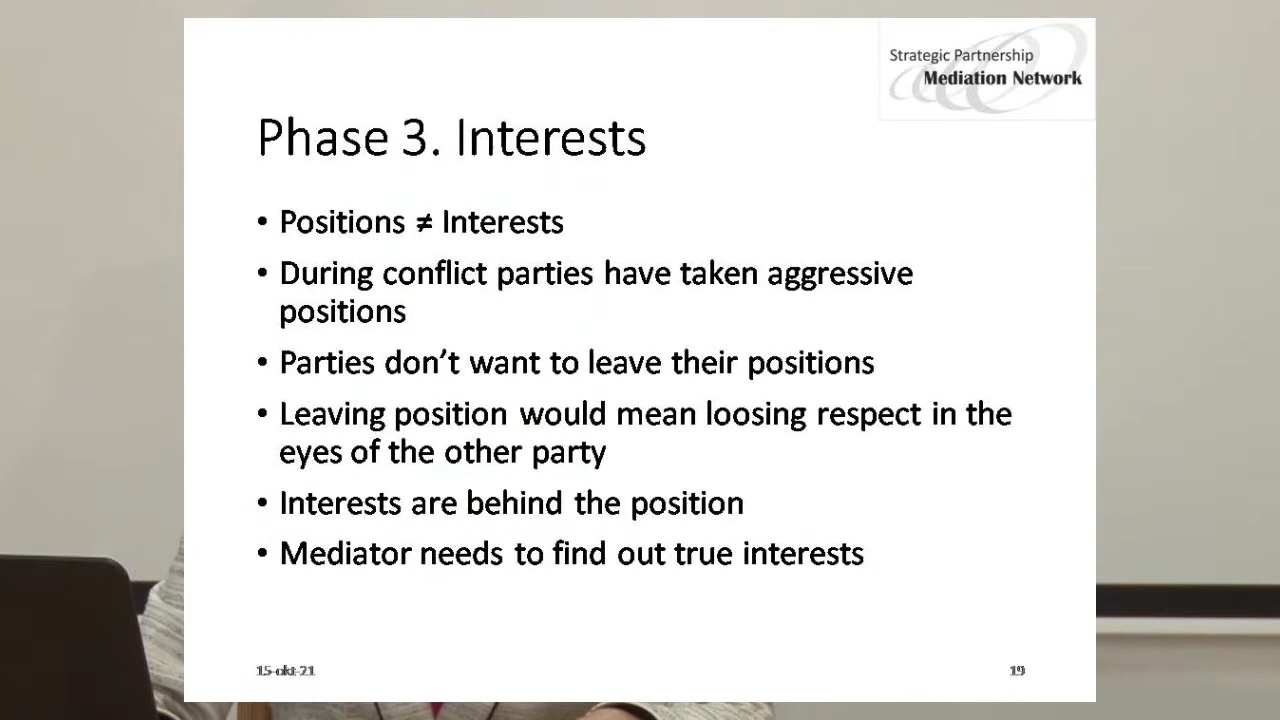 Strategic Partnership
Mediation Network
Phase 3. Interests
• Positions ≠ Interests
• During conflict parties have taken aggressive
positions
• Parties don't want to leave their positions
• Leaving position would mean loosing respect in the
eyes of the other party
• Interests are behind the position
• Mediator needs to find out true interests
15-okt-21
19